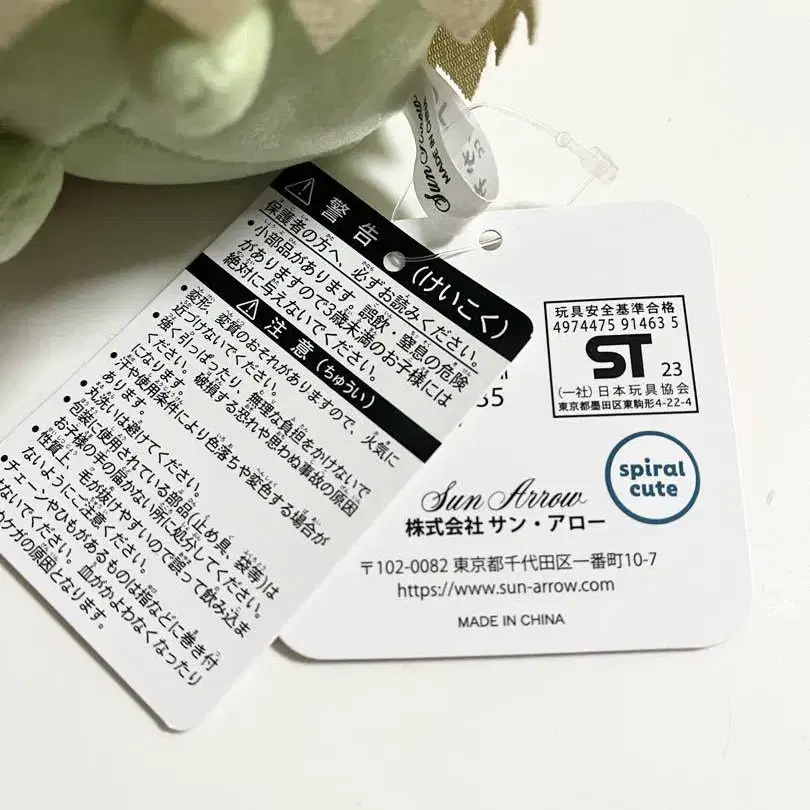 ⚠ 警告 (けいこく)
保護者の方へ、必ずお読みください。
・小部品があります。誤飲・窒息の危険
がありますので3歳未満のお子様には
絶対に与えないでください。
⚠ 注意 (ちゅうい)
・変形、変質のおそれがありますので、火気に
近づけないでください。
・強く引っぱったり、無理な負担をかけないで
ください。破損する恐れや思わぬ事故の原因
になります。
・汗や使用条件により色落ちや変色する場合が
あります。
・丸洗いは避けてください。
・包装に使用されている部品(止め具、袋等)は
お子様の手の届かない所に処分してください。
・性質上、毛が抜けやすいので誤って飲み込ま
ないようにご注意ください。
・チェーンやひもがあるものは指などに巻き付
せないでください。血がかよわなくなったり
ケガの原因となります。
Sun Arrow
MADE IN CHINA
玩具安全基準合格
4974475 91463 5
ST 23
(一社)日本玩具協会
東京都墨田区東駒形4-22-4
spiral
cute
Sun Arrow
株式会社 サン・アロー
〒102-0082 東京都千代田区一番町10-7
https://www.sun-arrow.com
MADE IN CHINA